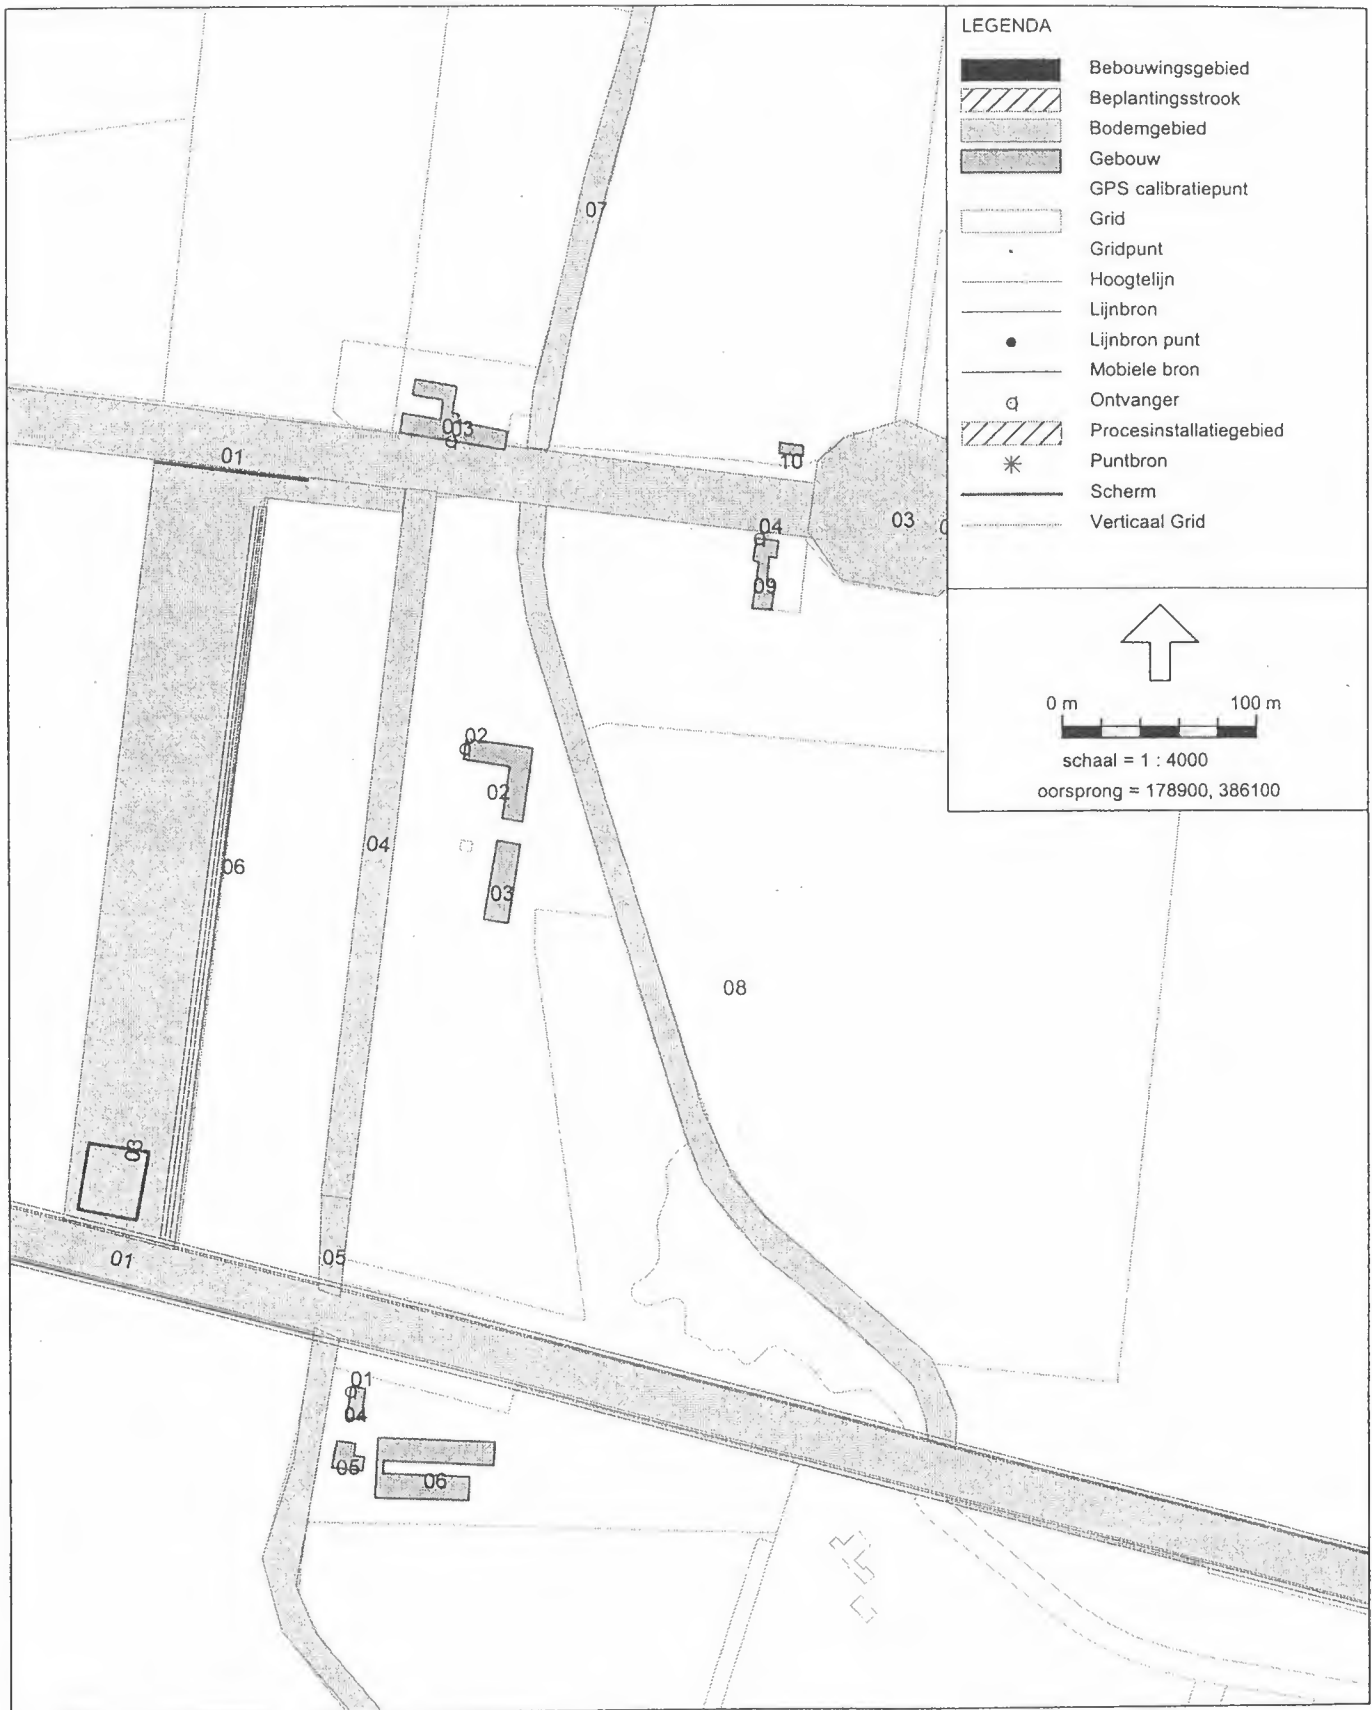 LEGENDA
Bebouwingsgebied
Beplantingsstrook
Bodemgebied
Gebouw
GPS calibratiepunt
Grid
Gridpunt
Hoogtelijn
Lijnbron
Lijnbron punt
Mobiele bron
Ontvanger
Procesinstallatiegebied
Puntbron
Scherm
Verticaal Grid
0 m 100 m
schaal = 1 : 4000
oorsprong = 178900, 386100
07
03
01
10
04
03
09
02
02
04
06
03
08
05
01
01
04
05
06